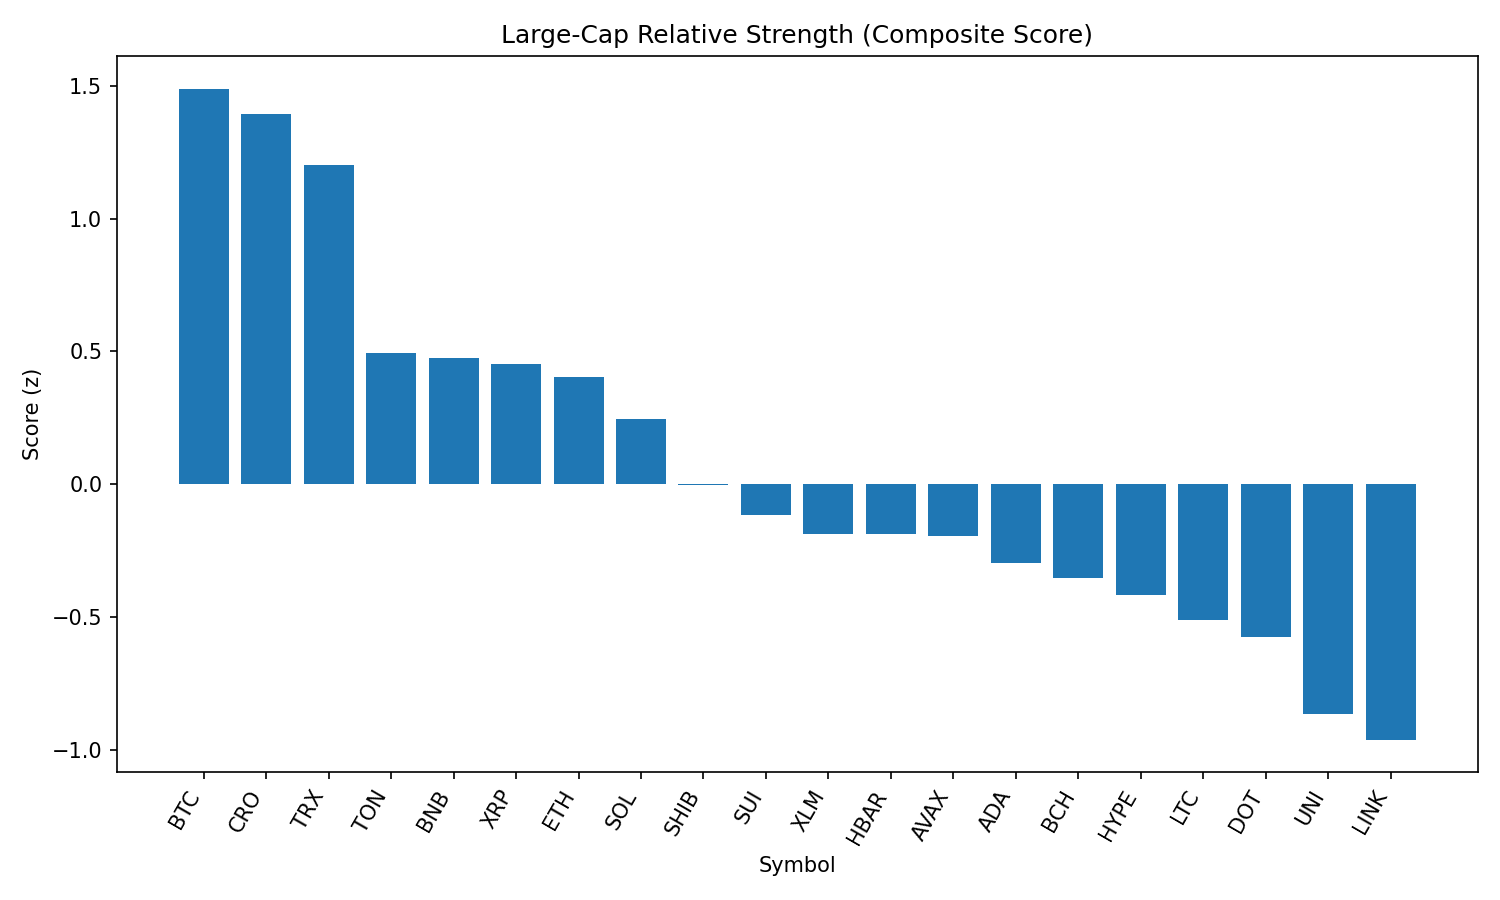 Large-Cap Relative Strength (Composite Score)
Score (z)
1.5
1.0
0.5
0.0
−0.5
−1.0
BTC
CRO
TRX
TON
BNB
XRP
ETH
SOL
SHIB
SUI
XLM
HBAR
AVAX
ADA
BCH
HYPE
LTC
DOT
UNI
LINK
Symbol